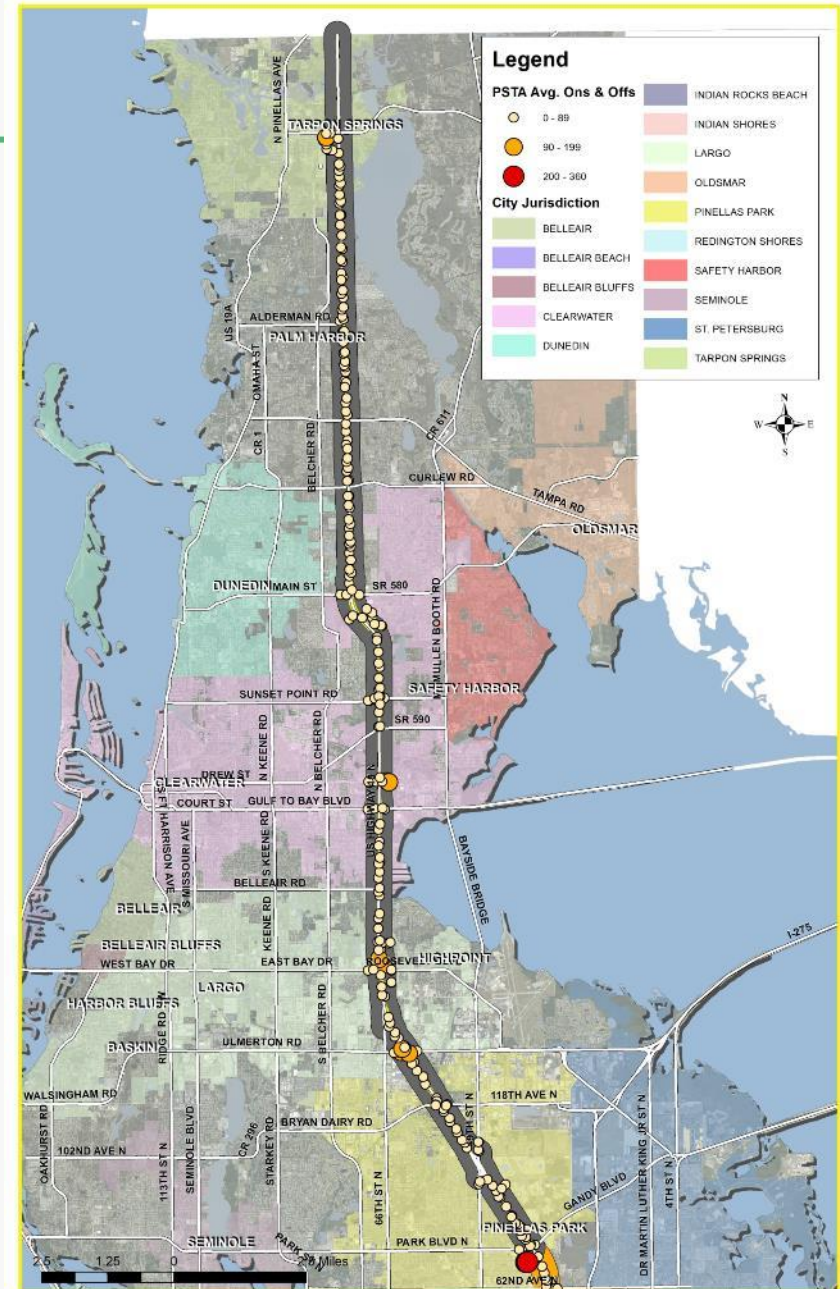 Legend
PSTA Avg. Ons & Offs
0 - 89
90 - 199
200 - 360
City Jurisdiction
BELLEAIR
BELLEAIR BEACH
BELLEAIR BLUFFS
CLEARWATER
DUNEDIN
INDIAN ROCKS BEACH
INDIAN SHORES
LARGO
OLDSMAR
PINELLAS PARK
REDINGTON SHORES
SAFETY HARBOR
SEMINOLE
ST. PETERSBURG
TARPON SPRINGS
N
W E
S
N PINELLAS AVE
TARPON SPRINGS
US 19A
ALDERMAN RD
PALM HARBOR
OMAHA ST
CR 1
BELCHER RD
CR 611
CURLEW RD
TAMPA RD
OLDSMAR
DUNEDIN
MAIN ST
SR 580
MCMULLEN BOOTH RD
SAFETY HARBOR
SUNSET POINT RD
SR 590
N KEENE RD
N BELCHER RD
DREW ST
CLEARWATER
COURT ST
GULF TO BAY BLVD
US HIGHWAY 19 N
S FT HARRISON AVE
S MISSOURI AVE
S KEENE RD
BELLEAIR RD
BAYSIDE BRIDGE
BELLEAIR
BELLEAIR BLUFFS
KEENE RD
WEST BAY DR
EAST BAY DR
HIGHPOINT
I-275
LARGO
HARBOR BLUFFS
RIDGE RD
S BELCHER RD
BASKIN
ULMERTON RD
WALSINGHAM RD
118TH AVE N
49TH ST N
BRYAN DAIRY RD
OAKHURST RD
102ND AVE N
113TH ST N
SEMINOLE BLVD
CR 296
STARKEY RD
66TH ST N
GANDY BLVD
DR MARTIN LUTHER KING JR ST N
4TH ST N
PINELLAS PARK
SEMINOLE
PARK ST N
PARK BLVD N
62ND AVE N
2.5 1.25 0 2.5 Miles